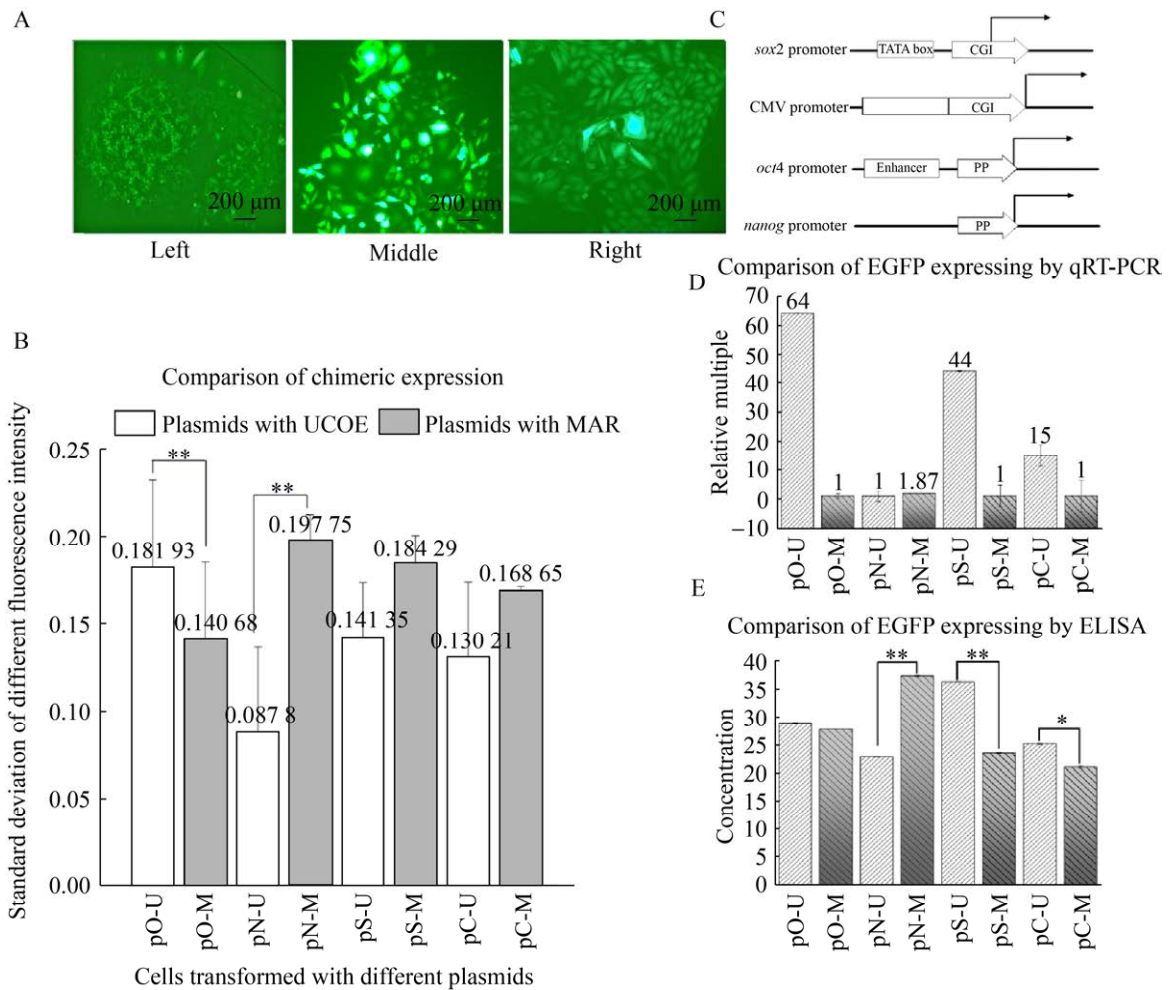 A
200 μm
200 μm
200 μm
Left
Middle
Right
C
sox2 promoter
TATA box
CGI
CMV promoter
CGI
oct4 promoter
Enhancer
PP
nanog promoter
PP
B
Comparison of chimeric expression
Plasmids with UCOE
Plasmids with MAR
Standard deviation of diffierent fluorescence intensity
0.25
0.20
0.15
0.10
0.05
0.00
**
**
0.181 93
0.140 68
0.087 8
0.197 75
0.141 35
0.184 29
0.130 21
0.168 65
pO-U
pO-M
pN-U
pN-M
pS-U
pS-M
pC-U
pC-M
Cells transformed with different plasmids
D
Comparison of EGFP expressing by qRT-PCR
Relative multiple
70
60
50
40
30
20
10
0
−10
64
1
1
1.87
44
1
15
1
pO-U
pO-M
pN-U
pN-M
pS-U
pS-M
pC-U
pC-M
E
Comparison of EGFP expressing by ELISA
Concentration
40
35
30
25
20
15
10
5
0
**
**
*
pO-U
pO-M
pN-U
pN-M
pS-U
pS-M
pC-U
pC-M